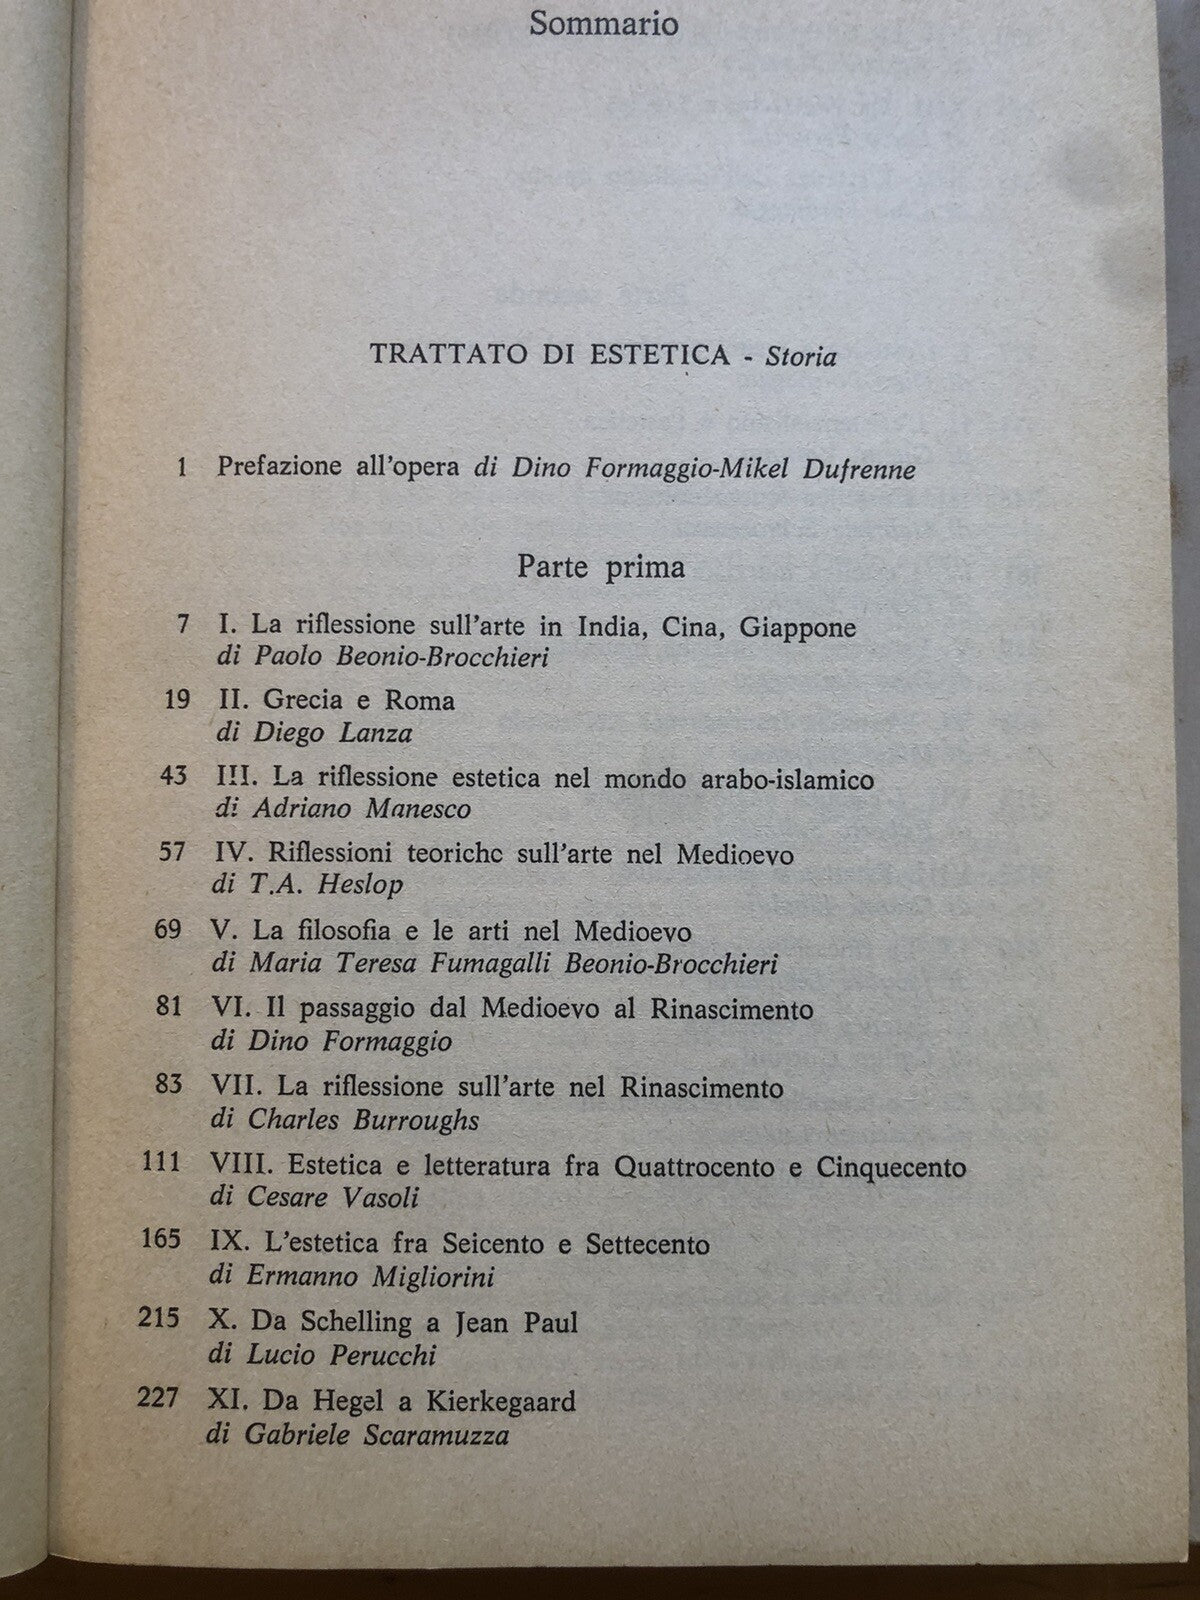 Sommario
TRATTATO DI ESTETICA - Storia
1 Prefazione all'opera di Dino Formaggio-Mikel Dufrenne
Parte prima
7 I. La riflessione sull'arte in India, Cina, Giappone
di Paolo Beonio-Brocchieri
19 II. Grecia e Roma
di Diego Lanza
43 III. La riflessione estetica nel mondo arabo-islamico
di Adriano Manesco
57 IV. Riflessioni teoriche sull'arte nel Medioevo
di T.A. Heslop
69 V. La filosofia e le arti nel Medioevo
di Maria Teresa Fumagalli Beonio-Brocchieri
81 VI. Il passaggio dal Medioevo al Rinascimento
di Dino Formaggio
83 VII. La riflessione sull'arte nel Rinascimento
di Charles Burroughs
111 VIII. Estetica e letteratura fra Quattrocento e Cinquecento
di Cesare Vasoli
165 IX. L'estetica fra Seicento e Settecento
di Ermanno Migliorini
215 X. Da Schelling a Jean Paul
di Lucio Perucchi
227 XI. Da Hegel a Kierkegaard
di Gabriele Scaramuzza